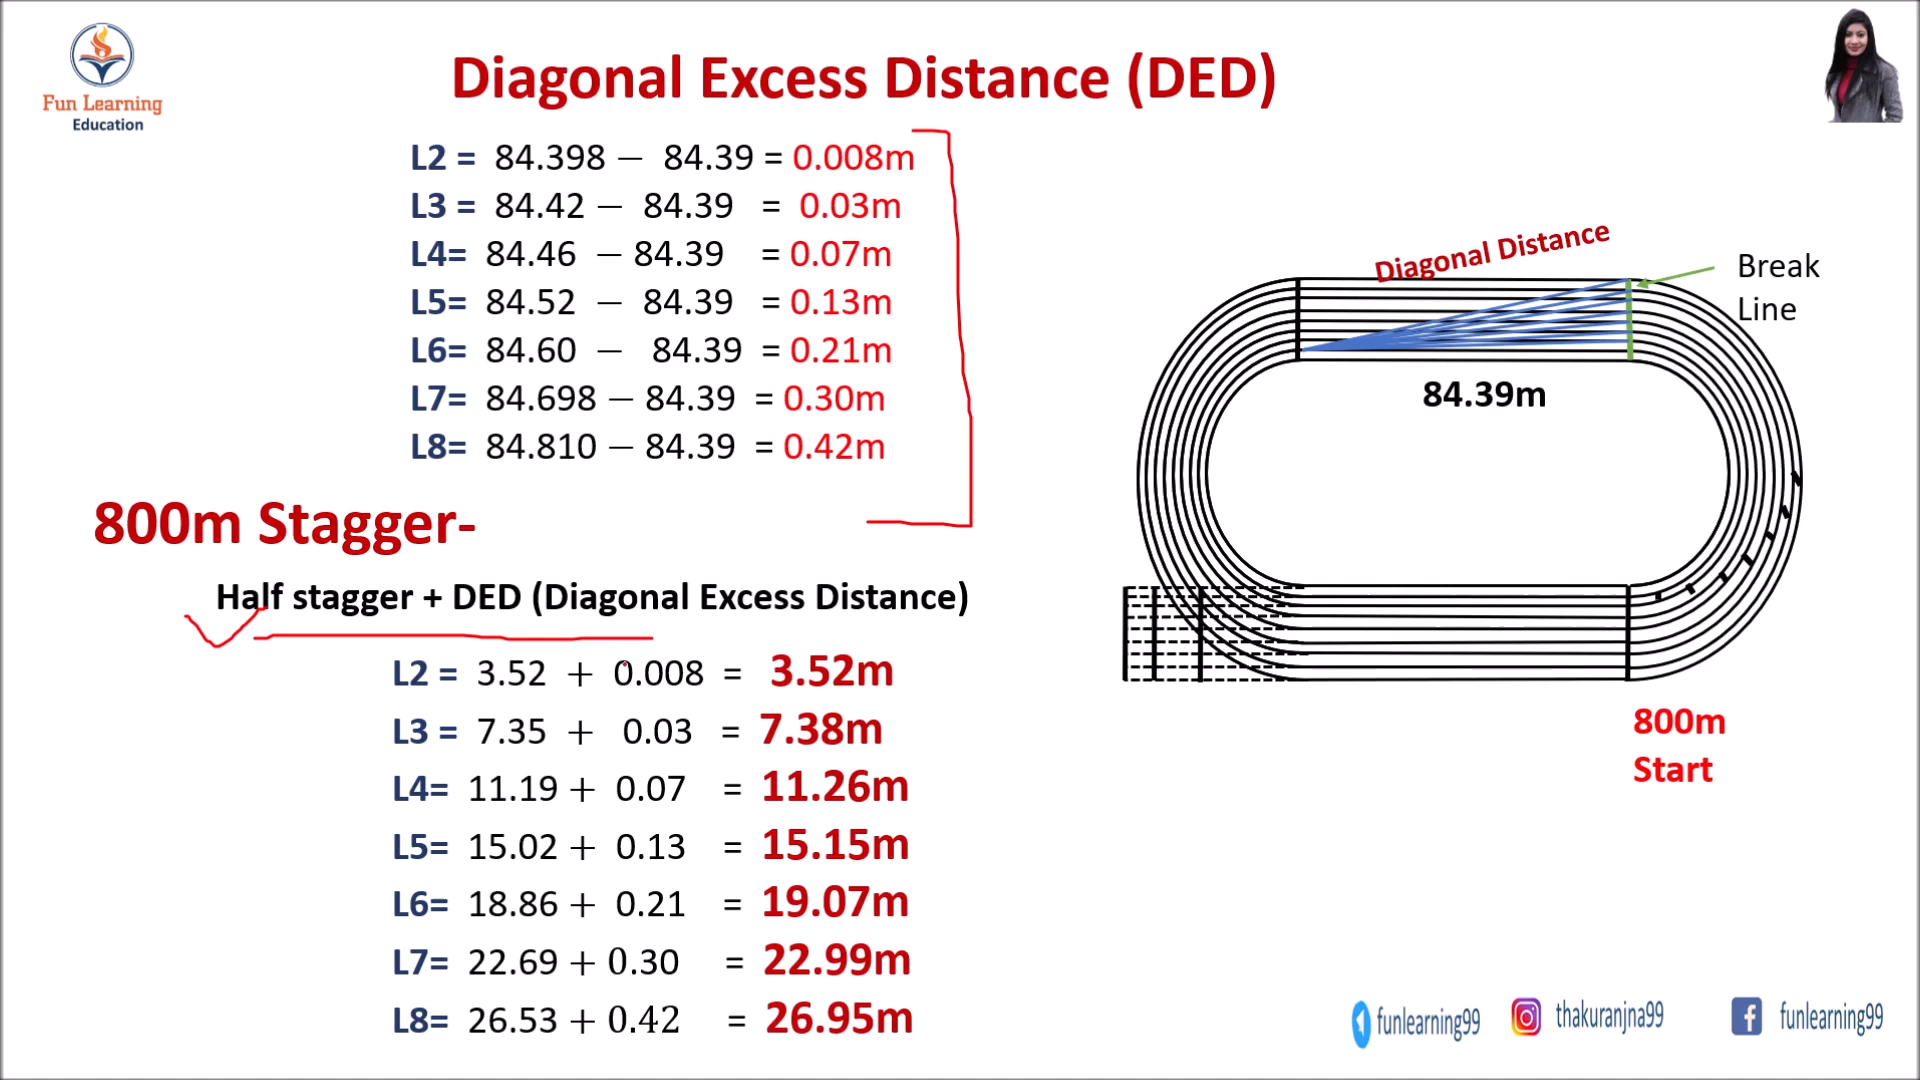 Fun Learning
Education
Diagonal Excess Distance (DED)
L2 = 84.398 − 84.39 = 0.008m
L3 = 84.42 − 84.39 = 0.03m
L4= 84.46 − 84.39 = 0.07m
L5= 84.52 − 84.39 = 0.13m
L6= 84.60 − 84.39 = 0.21m
L7= 84.698 − 84.39 = 0.30m
L8= 84.810 − 84.39 = 0.42m
800m Stagger-
Half stagger + DED (Diagonal Excess Distance)
L2 = 3.52 + 0.008 = 3.52m
L3 = 7.35 + 0.03 = 7.38m
L4= 11.19 + 0.07 = 11.26m
L5= 15.02 + 0.13 = 15.15m
L6= 18.86 + 0.21 = 19.07m
L7= 22.69 + 0.30 = 22.99m
L8= 26.53 + 0.42 = 26.95m
Diagonal Distance
Break
Line
84.39m
800m
Start
funlearning99
thakuranjna99
funlearning99